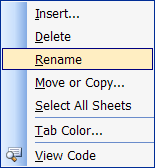 Insert...
Delete
Rename
Move or Copy...
Select All Sheets
Tab Color...
View Code